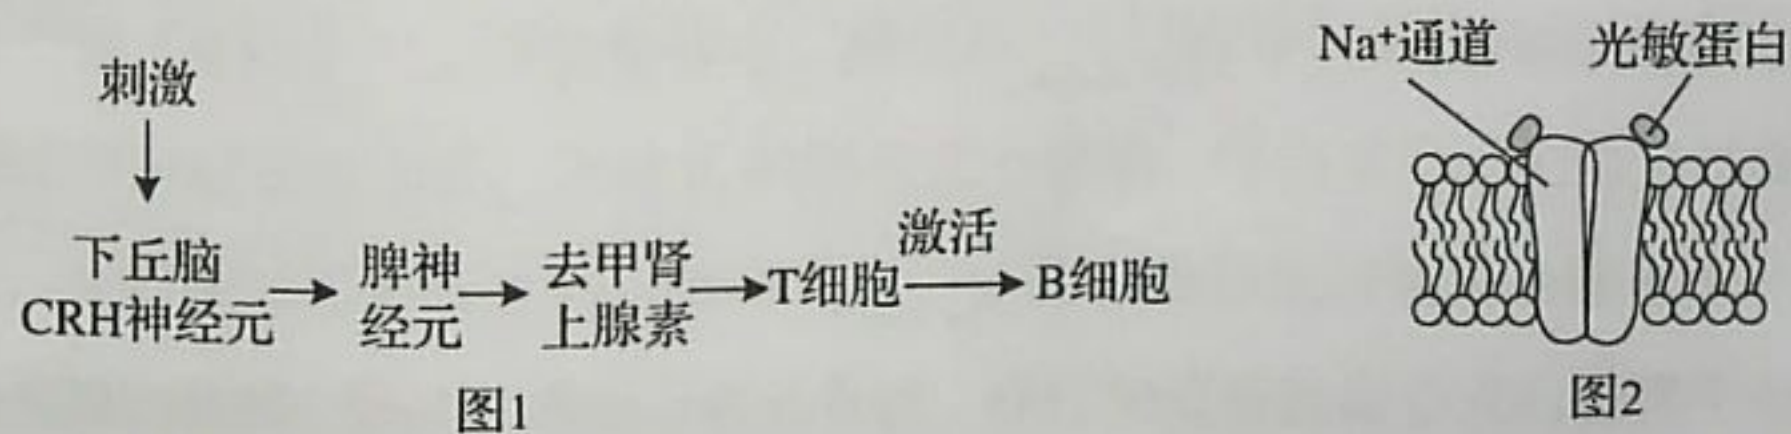 刺激
下丘脑
CRH神经元
脾神
经元
去甲肾
上腺素
T细胞
激活
B细胞
图1
Na⁺通道
光敏蛋白
图2